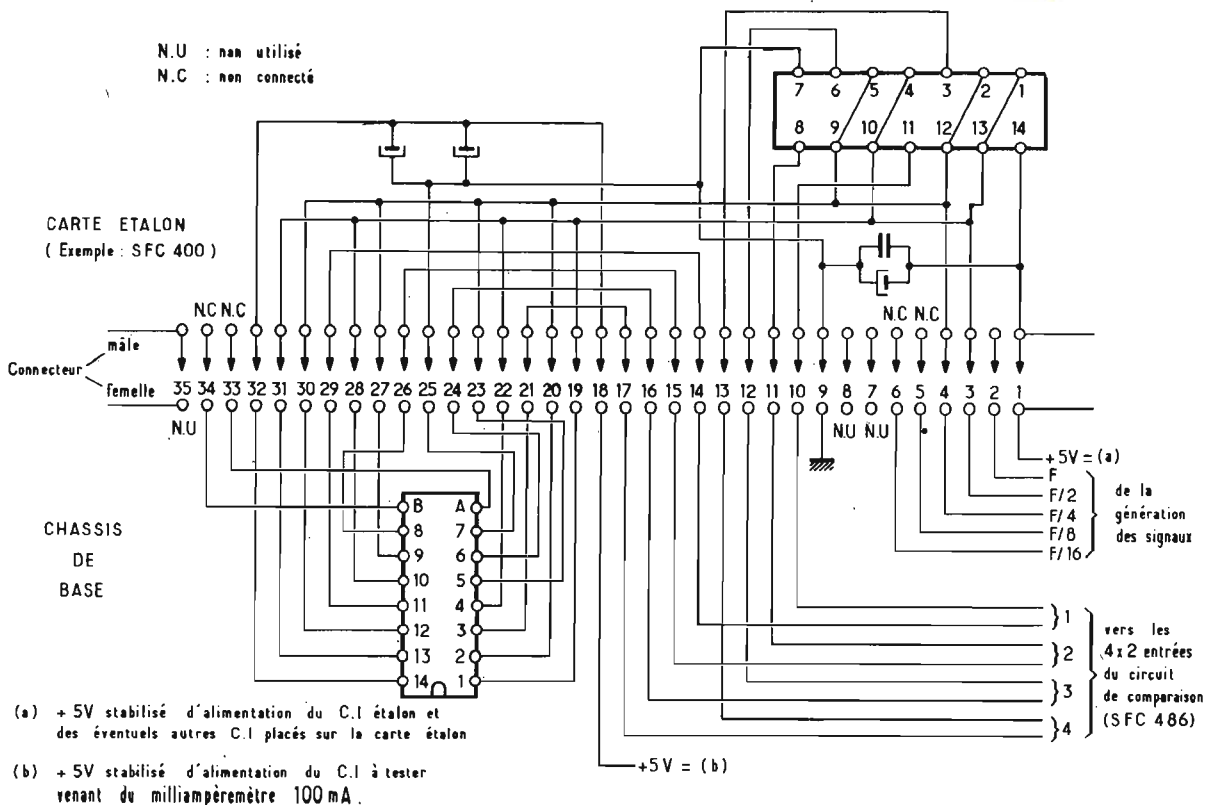 N.U : non utilisé
N.C : non connecté
7 6 5 4 3 2 1
8 9 10 11 12 13 14
CARTE ETALON
( Exemple : SFC 400 )
N.C N.C
N.C N.C
mâle
Connecteur
femelle
35 34 33 32 31 30 29 28 27 26 25 24 23 22 21 20 19 18 17 16 15 14 13 12 11 10 9 8 7 6 5 4 3 2 1
N.U
N.U N.U
+5V = (a)
F
F/2
F/4
F/8
F/16
de la
génération
des signaux
CHASSIS
DE
BASE
B A
8 7
9 6
10 5
11 4
12 3
13 2
14 1
}1
}2
}3
}4
vers les
4 x 2 entrées
du circuit
de comparaison
(SFC 486)
(a) + 5V stabilisé d'alimentation du C.I étalon et
des éventuels autres C.I placés sur la carte étalon
+5V = (b)
(b) + 5V stabilisé d'alimentation du C.I à tester
venant du milliampèremètre 100 mA.